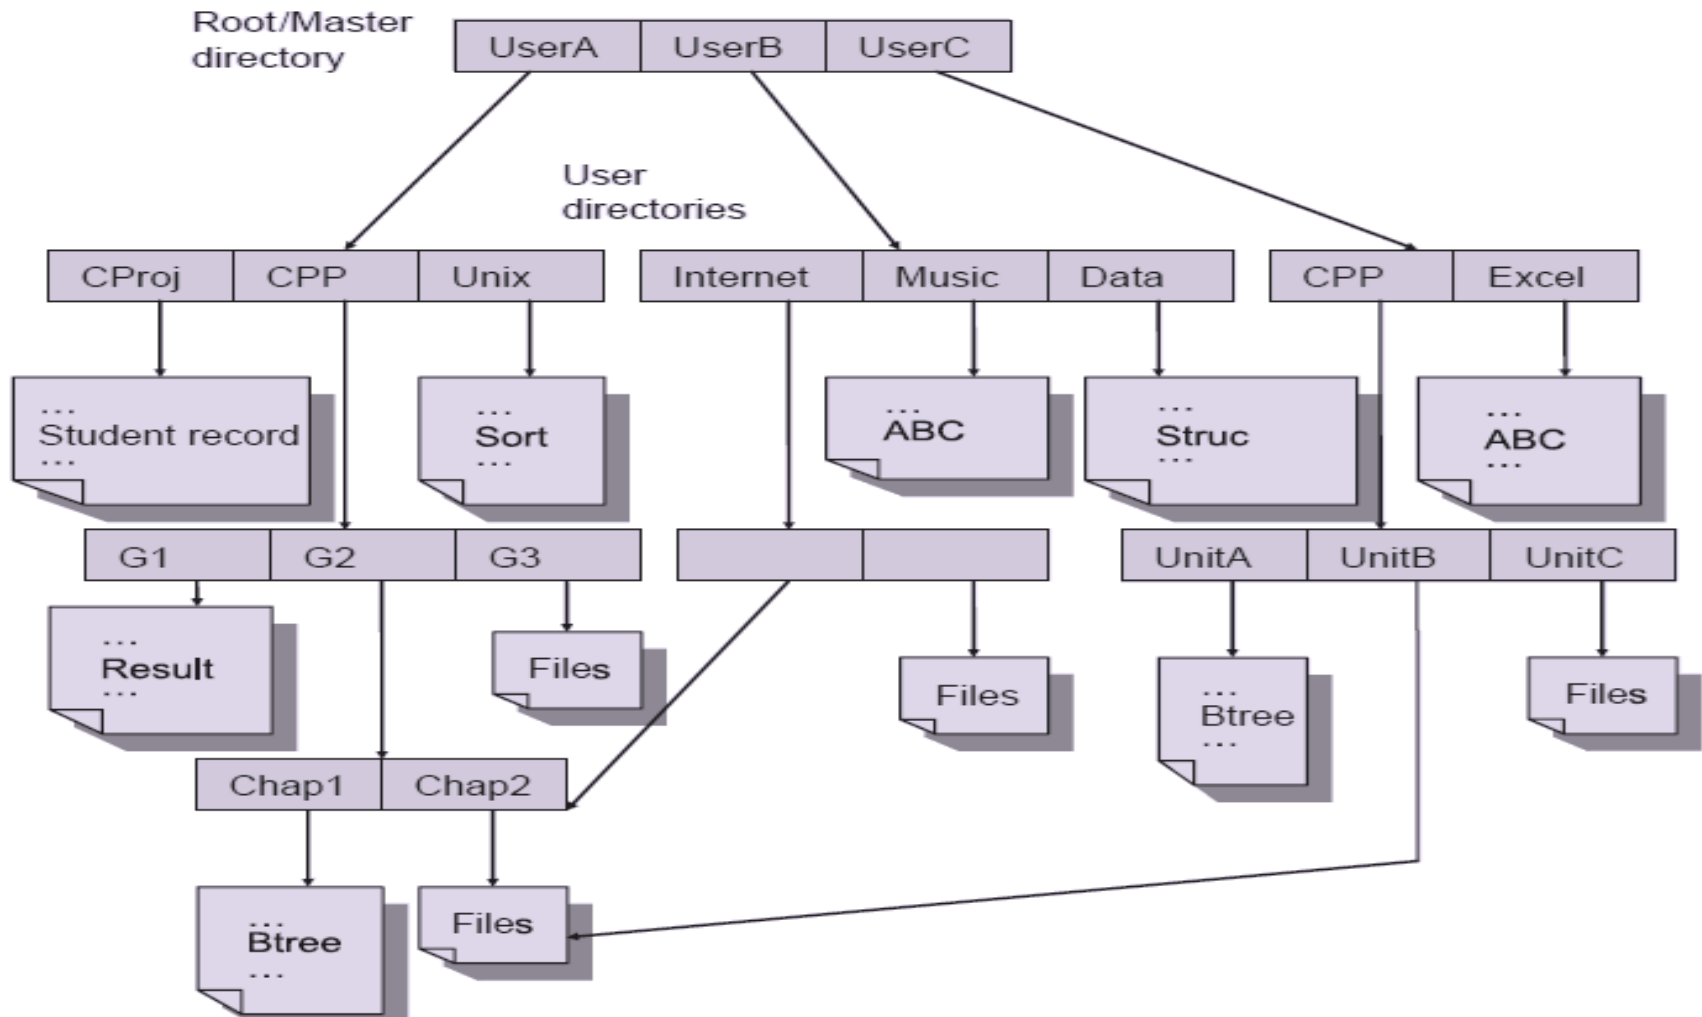 Root/Master
directory
UserA UserB UserC
User
directories
CProj CPP Unix Internet Music Data CPP Excel
...
Student record
...
...
Sort
...
...
ABC
...
Struc
...
...
ABC
...
G1 G2 G3 UnitA UnitB UnitC
...
Result
...
Files
Files
...
Btree
...
Files
Chap1 Chap2
...
Btree
...
Files